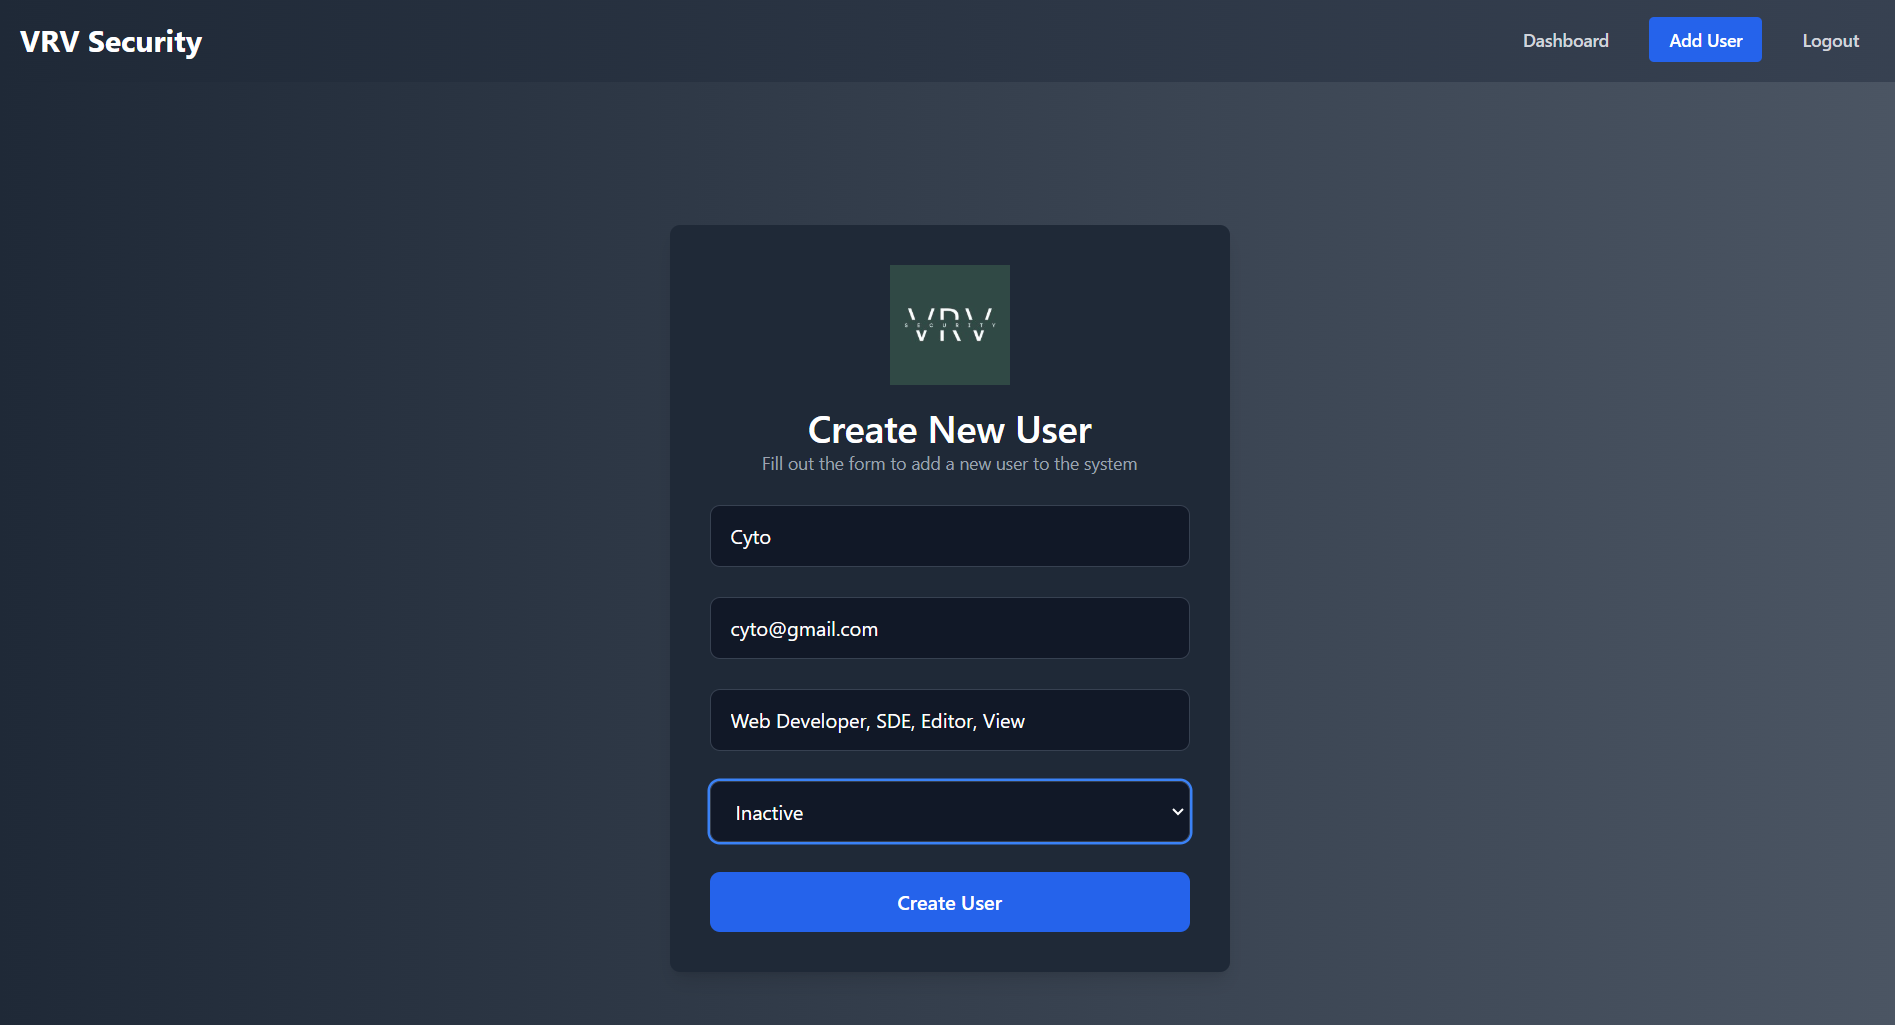 VRV Security
Dashboard
Add User
Logout
VRV
SECURITY
Create New User
Fill out the form to add a new user to the system
Cyto
cyto@gmail.com
Web Developer, SDE, Editor, View
Inactive
Create User